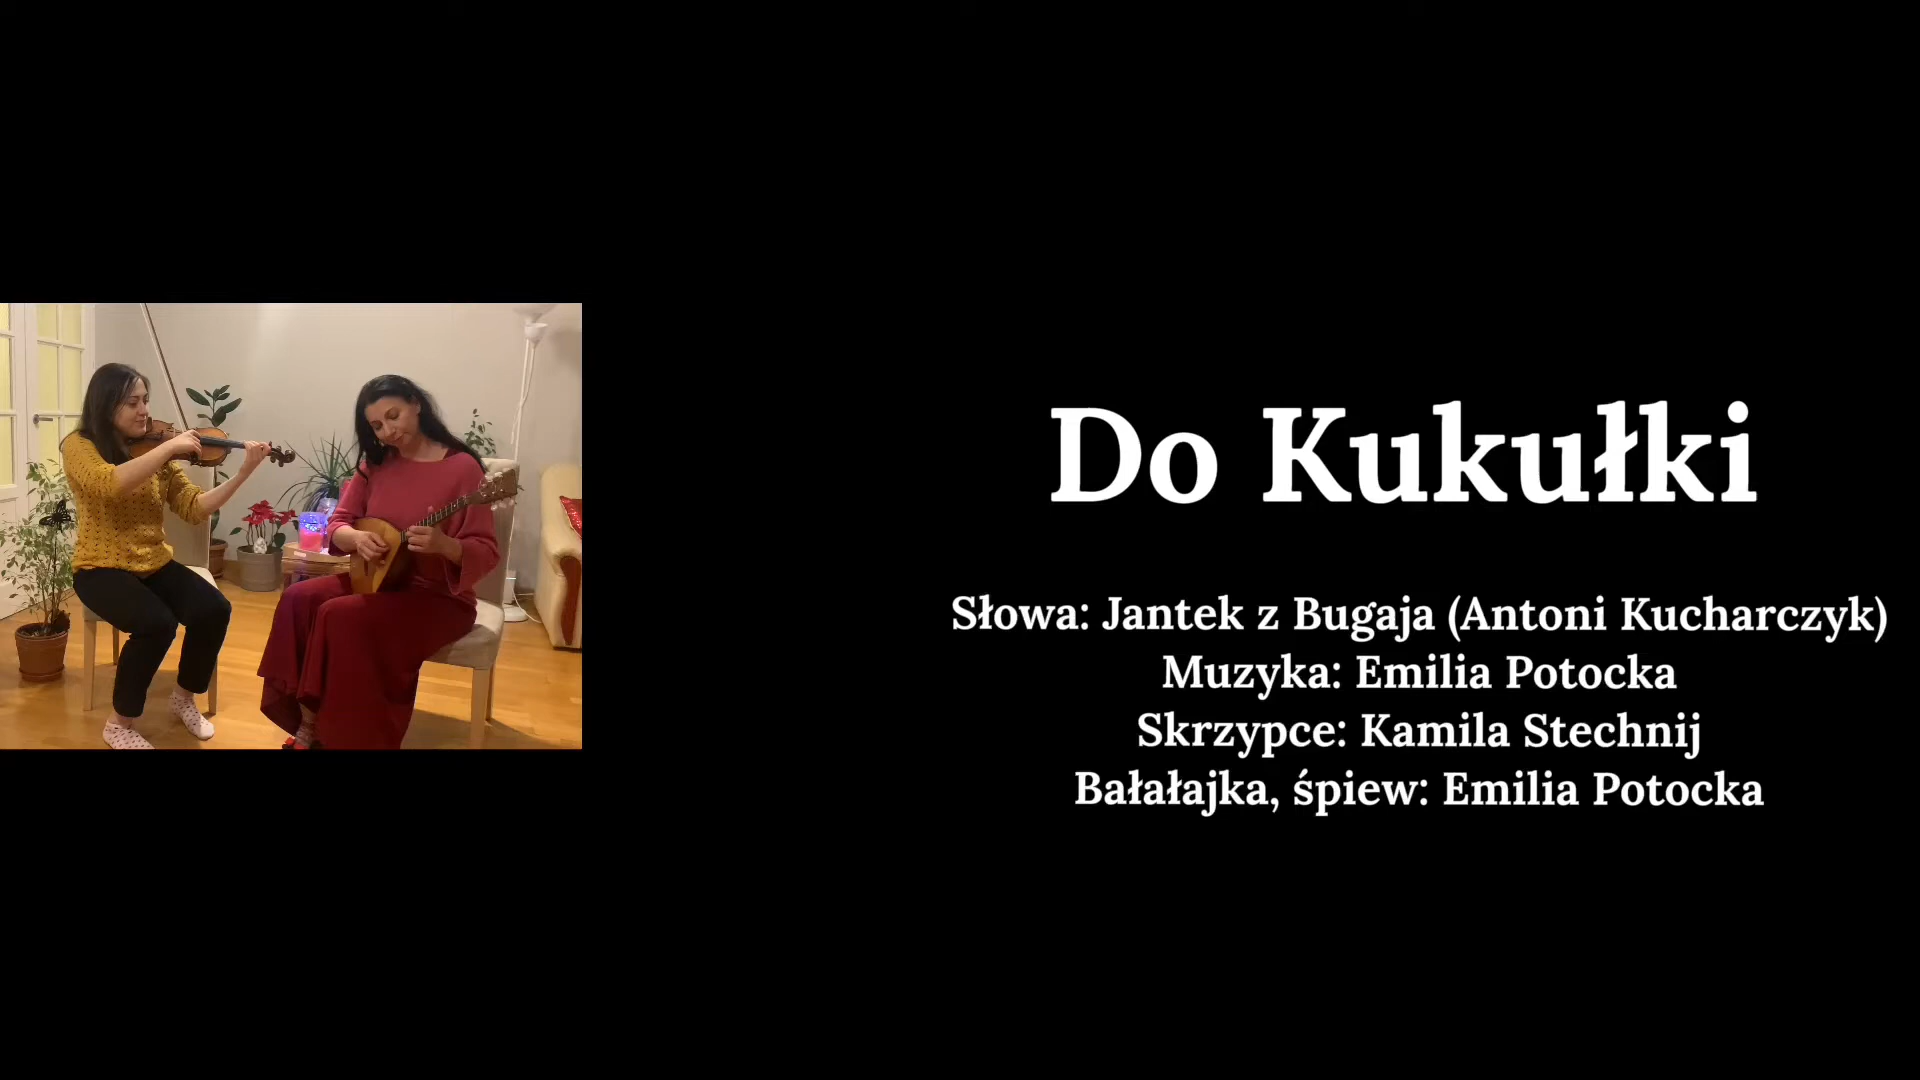 Do Kukułki
Słowa: Jantek z Bugaja (Antoni Kucharczyk)
Muzyka: Emilia Potocka
Skrzypce: Kamila Stechnij
Bałałajka, śpiew: Emilia Potocka